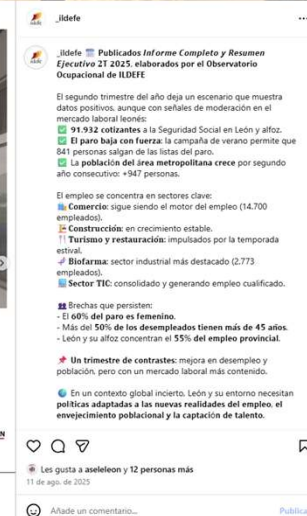 _ildefe
_ildefe 🗓️ Publicados Informe Completo y Resumen
Ejecutivo 2T 2025, elaborados por el Observatorio
Ocupacional de ILDEFE
El segundo trimestre del año deja un escenario que muestra
datos positivos, aunque con señales de moderación en el
mercado laboral leonés:
✅ 91.932 cotizantes a la Seguridad Social en León y alfoz.
✅ El paro baja con fuerza: la campaña de verano permite que
841 personas salgan de las listas del paro.
✅ La población del área metropolitana crece por segundo
año consecutivo: +947 personas.
El empleo se concentra en sectores clave:
🏙️ Comercio: sigue siendo el motor del empleo (14.700
empleados).
🏗️ Construcción: en crecimiento estable.
🍴 Turismo y restauración: impulsados por la temporada
estival.
🧬 Biofarma: sector industrial más destacado (2.773
empleados).
💻 Sector TIC: consolidado y generando empleo cualificado.
👥 Brechas que persisten:
- El 60% del paro es femenino.
- Más del 50% de los desempleados tienen más de 45 años.
- León y su alfoz concentran el 55% del empleo provincial.
📌 Un trimestre de contrastes: mejora en desempleo y
población, pero con un mercado laboral más contenido.
🌍 En un contexto global incierto, León y su entorno necesitan
políticas adaptadas a las nuevas realidades del empleo, el
envejecimiento poblacional y la captación de talento.
Les gusta a aseleleon y 12 personas más
11 de ago. de 2025
Añade un comentario...
Publica